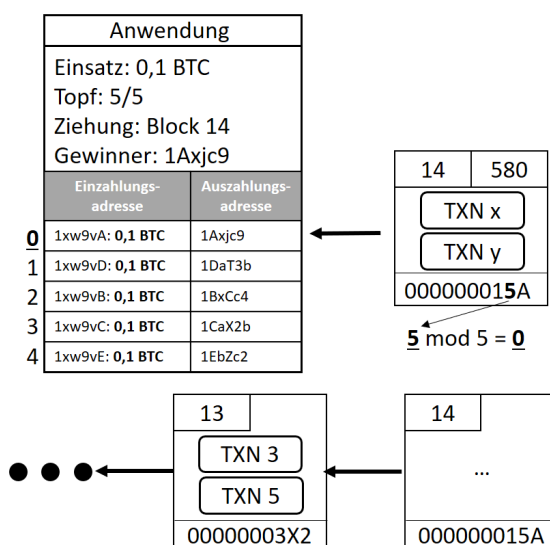 Anwendung
Einsatz: 0,1 BTC
Topf: 5/5
Ziehung: Block 14
Gewinner: 1Axjc9
Einzahlungs-
adresse
Auszahlungs-
adresse
0 1xw9vA: 0,1 BTC 1Axjc9
1 1xw9vD: 0,1 BTC 1DaT3b
2 1xw9vB: 0,1 BTC 1BxCc4
3 1xw9vC: 0,1 BTC 1CaX2b
4 1xw9vE: 0,1 BTC 1EbZc2
14 580
TXN x
TXN y
000000015A
5 mod 5 = 0
13
TXN 3
TXN 5
00000003X2
14
...
000000015A